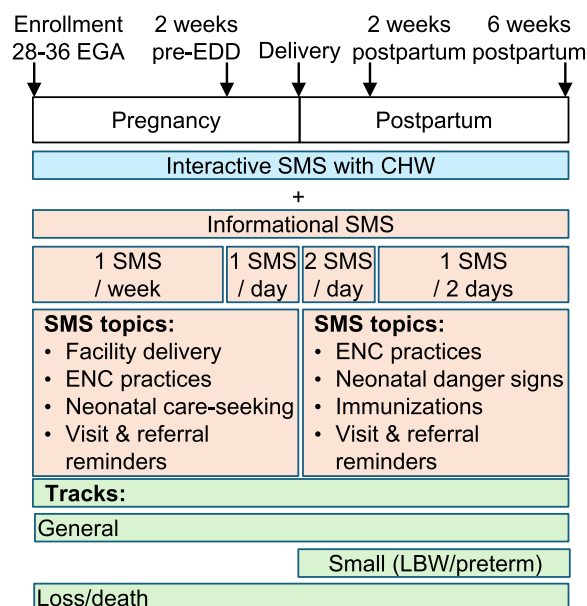 Enrollment 2 weeks 2 weeks 6 weeks
28-36 EGA pre-EDD Delivery postpartum postpartum
Pregnancy Postpartum
Interactive SMS with CHW
+
Informational SMS
1 SMS 1 SMS 2 SMS 1 SMS
/ week / day / day / 2 days
SMS topics:
• Facility delivery
• ENC practices
• Neonatal care-seeking
• Visit & referral
reminders
SMS topics:
• ENC practices
• Neonatal danger signs
• Immunizations
• Visit & referral
reminders
Tracks:
General
Small (LBW/preterm)
Loss/death